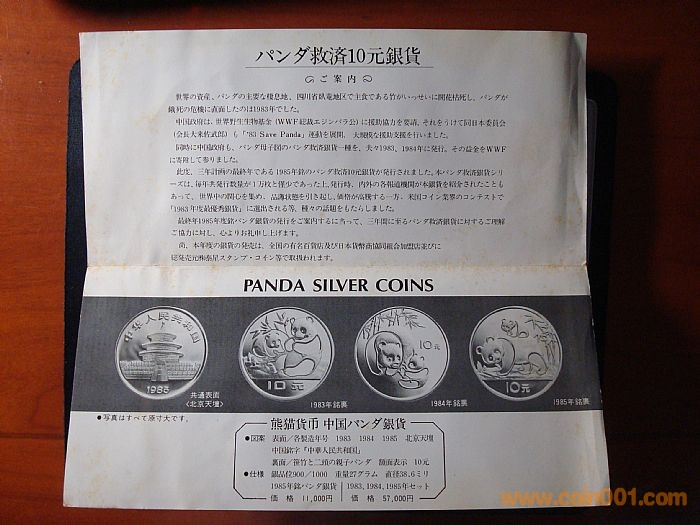 パンダ救済10元銀貨
ご案内
世界の資産、パンダの主要な棲息地、四川省臥竜地区で主食である竹がいっせいに開花枯死し、パンダが
餓死の危機に直面したのは1983年でした。
中国政府は、世界野生生物基金(WWF総裁エジンバラ公)に援助協力を要請、それをうけて同日本委員会
(会長大来佐武郎)も「'83 Save Panda」運動を展開、大規模な援助支援を行いました。
同時に中国政府も、パンダ母子図のパンダ救済銀貨一種を、夫々1983、1984年に発行。その益金をWWF
に寄贈して参りました。
此度、三年計画の最終年である1985年銘のパンダ救済10元銀貨が発行されました。本パンダ救済銀貨シリ
ーズは、毎年共発行数量が1万枚と僅少であった上、発行時、内外の各報道機関が本銀貨を紹介されたことも
あって、世界中の関心を集め、品薄状態を引き起し、価格が高騰する一方、米国コイン業界のコンテストで
「1983年度最優秀銀貨」に選出される等、種々の話題をもたらしました。
最終年1985年度銘パンダ銀貨の発行をご案内するに当って、三年間に至るパンダ救済銀貨に対するご理解
ご協力に対し、心よりお礼申し上げます。
尚、本年度の銀貨の発売は、全国の有名百貨店及び日本貨幣商協同組合加盟店並びに
総発売元㈱泰星スタンプ・コイン等で取扱われます。
PANDA SILVER COINS
中华人民共和国
1985
共通表面
〈北京天壇〉
10元
1983年銘裏
10元
1984年銘裏
10元
1985年銘裏
●写真はすべて原寸大です。
熊猫貨币 中国パンダ銀貨
●図案 表面/各製造年号 1983 1984 1985 北京天壇
中国銘字「中華人民共和国」
裏面/笹竹と二頭の親子パンダ 額面表示 10元
●仕様 銀品位900/1000 重量27グラム 直径38.6ミリ
1985年銘パンダ銀貨 1983,1984,1985年セット
価格 11,000円 価格 57,000円
www.coin001.com